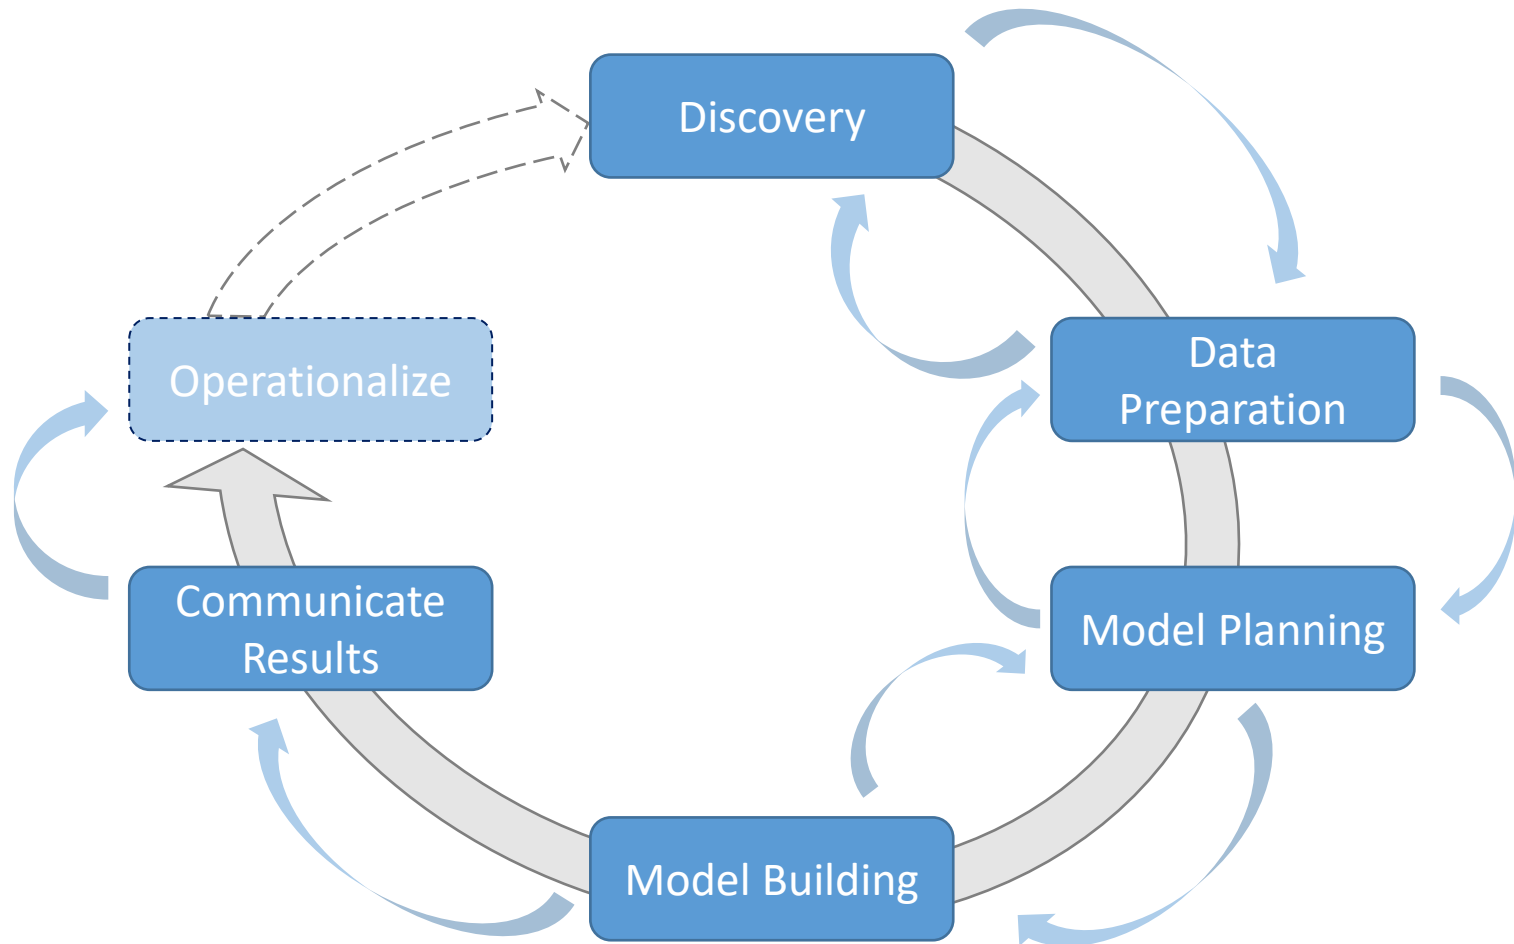 Discovery
Data
Preparation
Model Planning
Model Building
Communicate
Results
Operationalize